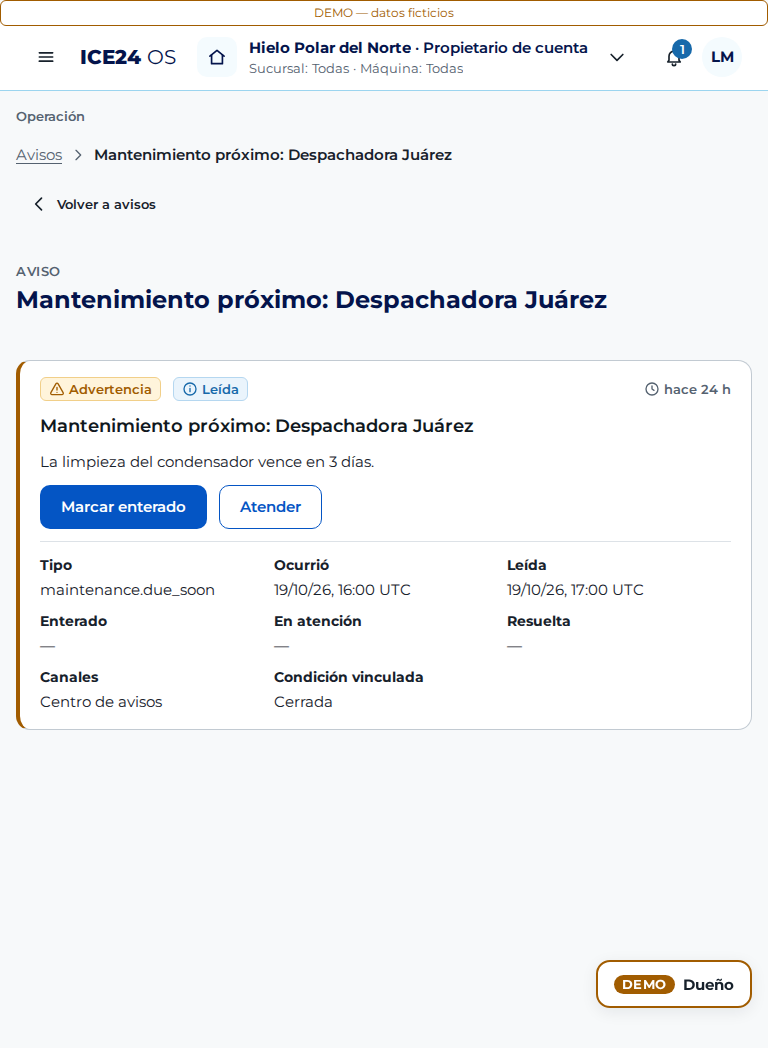 DEMO — datos ficticios
ICE24 OS
Hielo Polar del Norte · Propietario de cuenta
Sucursal: Todas · Máquina: Todas
1
LM
Operación
Avisos > Mantenimiento próximo: Despachadora Juárez
Volver a avisos
AVISO
Mantenimiento próximo: Despachadora Juárez
Advertencia Leída hace 24 h
Mantenimiento próximo: Despachadora Juárez
La limpieza del condensador vence en 3 días.
Marcar enterado Atender
Tipo Ocurrió Leída
maintenance.due_soon 19/10/26, 16:00 UTC 19/10/26, 17:00 UTC
Enterado En atención Resuelta
— — —
Canales Condición vinculada
Centro de avisos Cerrada
DEMO Dueño